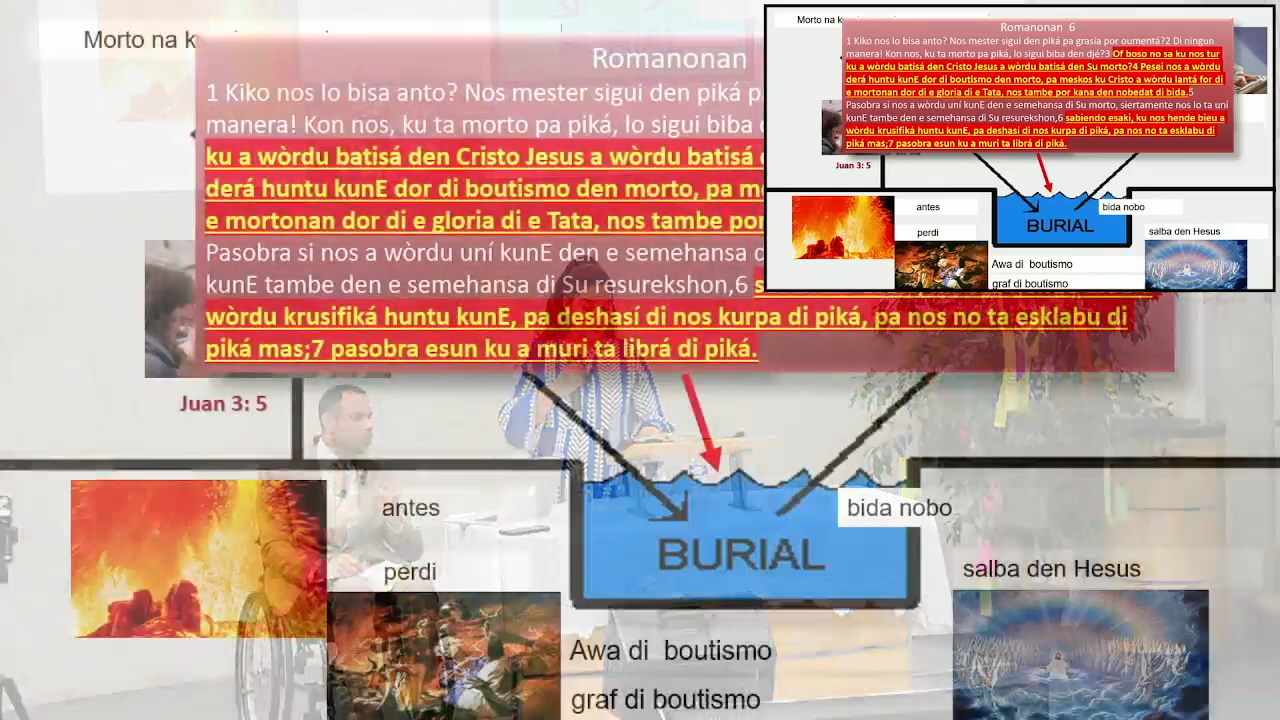 Morto na k
Romanonan
1 Kiko nos lo bisa anto? Nos mester sigui den piká p
manera! Kon nos, ku ta morto pa piká, lo sigui biba
ku a wòrdu batisá den Cristo Jesus a wòrdu batisá
derá huntu kunE dor di boutismo den morto, pa
e mortonan dor di e gloria di e Tata, nos tambe por
Pasobra si nos a wòrdu uní kunE den e semehansa
kunE tambe den e semehansa di Su resurekshon,6
wòrdu krusifiká huntu kunE, pa deshasí di nos kurpa di piká, pa nos no ta esklabu di
piká mas;7 pasobra esun ku a muri ta librá di piká.
Juan 3: 5
antes
perdi
BURIAL
bida nobo
salba den Hesus
Awa di boutismo
graf di boutismo
Morto na k
Romanonan 6
1 Kiko nos lo bisa anto? Nos mester sigui den piká pa grasia por oumentá?2 Di ningun
manera! Kon nos, ku ta morto pa piká, lo sigui biba den djé?3 Of boso no sa ku nos tur
ku a wòrdu batisá den Cristo Jesus a wòrdu batisá den Su morto?4 Pesei nos a wòrdu
derá huntu kunE dor di boutismo den morto, pa meskos ku Cristo a wòrdu lantá for di
e mortonan dor di e gloria di e Tata, nos tambe por kana den nobedat di bida.5
Pasobra si nos a wòrdu uní kunE den e semehansa di Su morto, siertamente nos lo ta uní
kunE tambe den e semehansa di Su resurekshon,6 sabiendo esaki, ku nos hende bieu a
wòrdu krusifiká huntu kunE, pa deshasí di nos kurpa di piká, pa nos no ta esklabu di
piká mas;7 pasobra esun ku a muri ta librá di piká.
Juan 3: 5
antes
perdi
BURIAL
bida nobo
salba den Hesus
Awa di boutismo
graf di boutismo